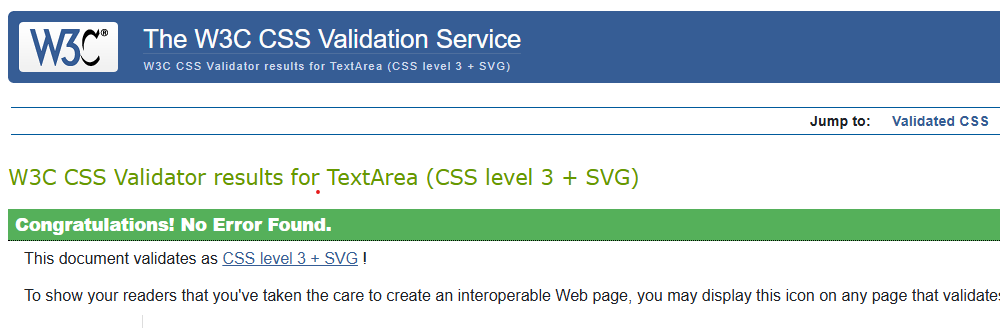 W3C®
The W3C CSS Validation Service
W3C CSS Validator results for TextArea (CSS level 3 + SVG)
Jump to: Validated CSS
W3C CSS Validator results for TextArea (CSS level 3 + SVG)
Congratulations! No Error Found.
This document validates as CSS level 3 + SVG !
To show your readers that you've taken the care to create an interoperable Web page, you may display this icon on any page that validates